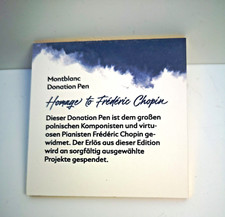 Montblanc
Donation Pen
Homage to Frédéric Chopin
Dieser Donation Pen ist dem großen
polnischen Komponisten und virtu-
osen Pianisten Frédéric Chopin ge-
widmet. Der Erlös aus dieser Edition
wird an sorgfältig ausgewählte
Projekte gespendet.